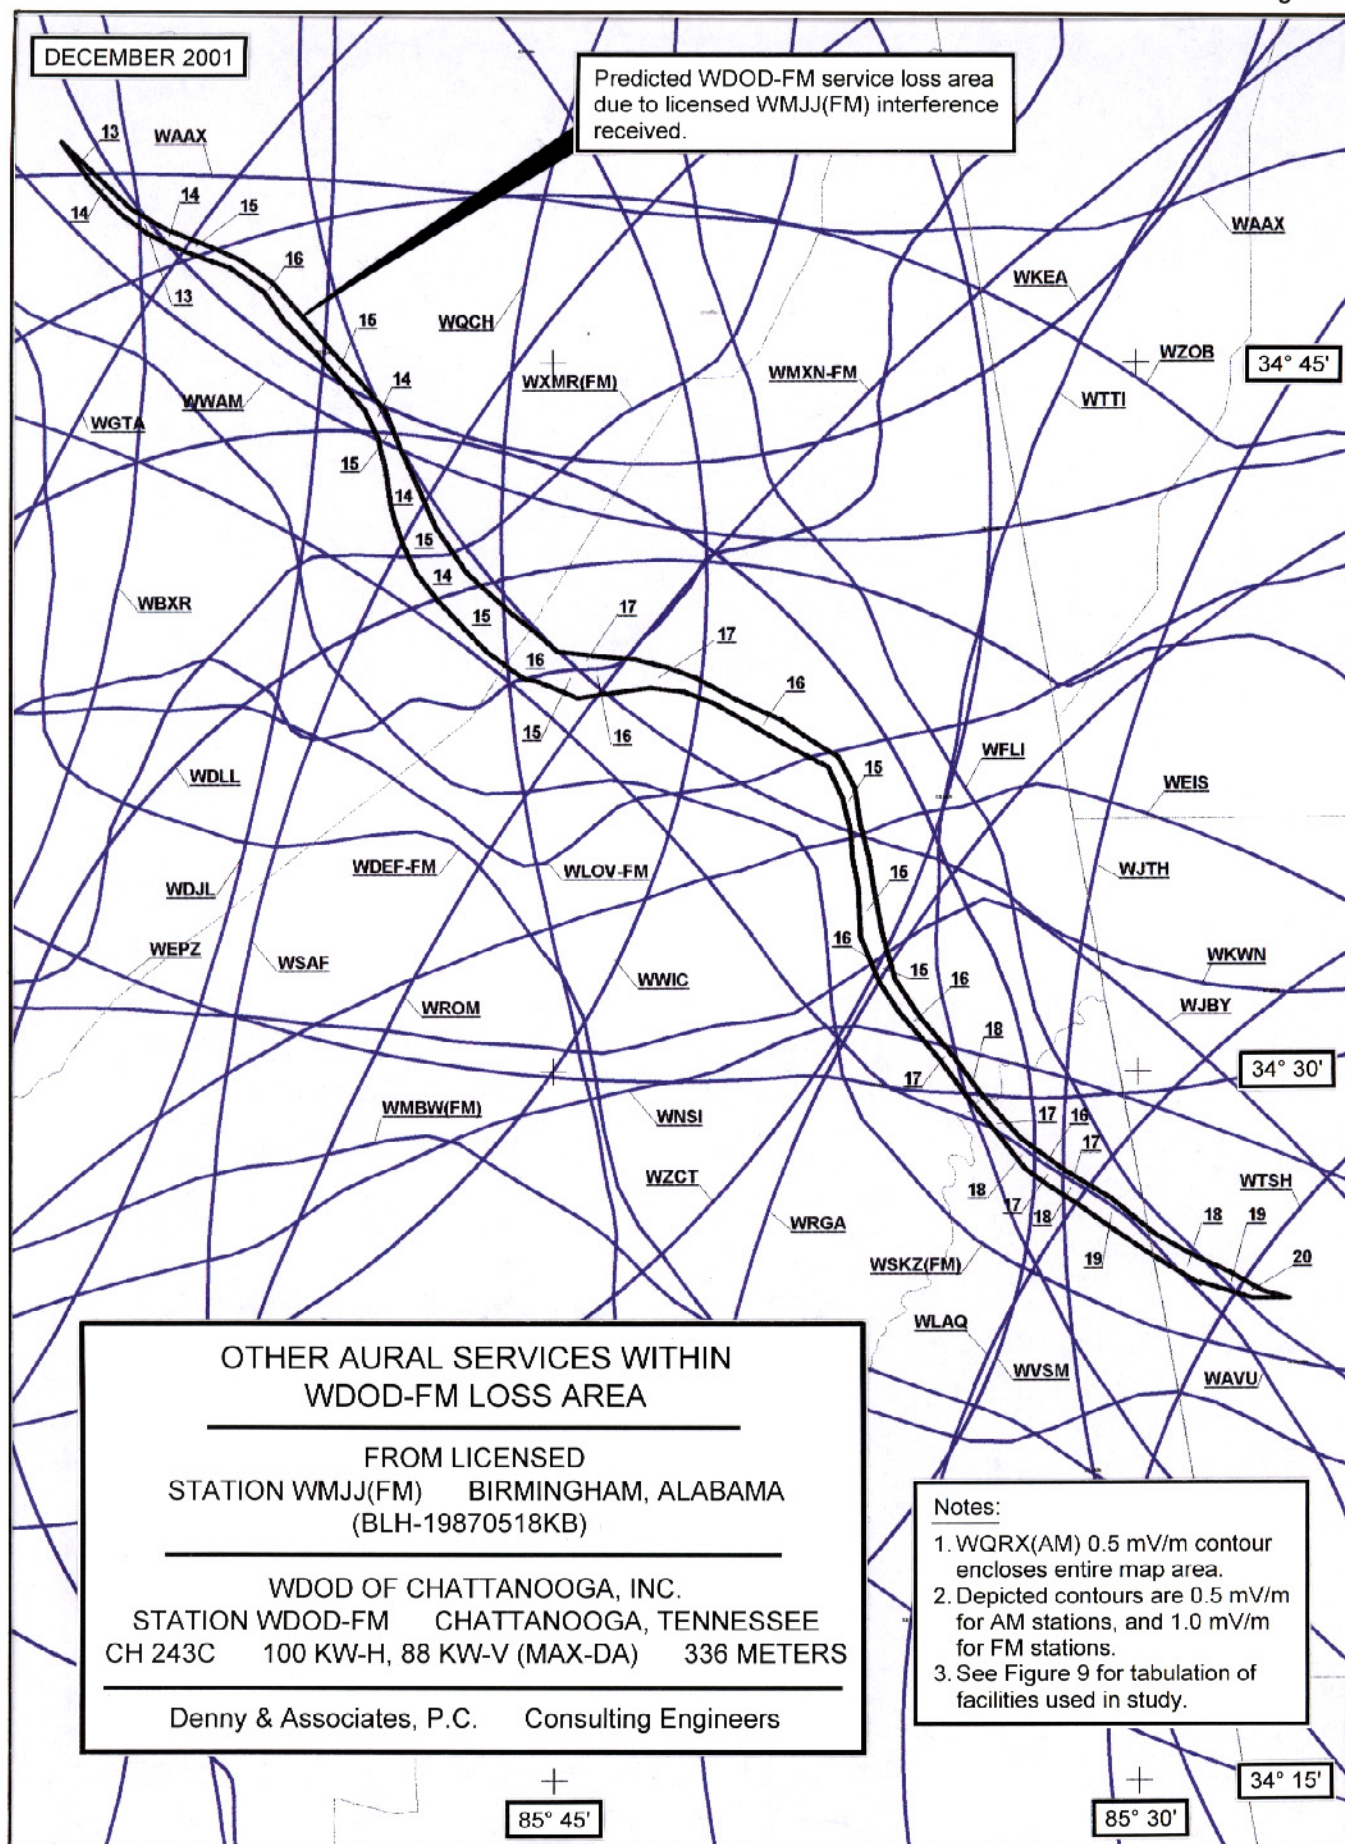 DECEMBER 2001
Predicted WDOD-FM service loss area
due to licensed WMJJ(FM) interference
received.
13
WAAX
14
14
15
WAAX
16
WKEA
13
WQCH
15
WZOB
34° 45'
WXMR(FM)
WMXN-FM
WWAM
14
WTTI
WGTA
15
14
15
14
WBXR
15
17
17
16
16
15
16
WFLI
15
WDLL
WEIS
WDEF-FM
WLOV-FM
WJTH
WDJL
16
16
WEPZ
WSAF
WKWN
15
16
WWIC
WROM
WJBY
18
34° 30'
17
WMBW(FM)
WNSI
17
16
17
WZCT
18
17
WTSH
WRGA
18
18
19
WSKZ(FM)
19
20
WLAQ
WVSM
WAVU
OTHER AURAL SERVICES WITHIN
WDOD-FM LOSS AREA
FROM LICENSED
STATION WMJJ(FM) BIRMINGHAM, ALABAMA
(BLH-19870518KB)
WDOD OF CHATTANOOGA, INC.
STATION WDOD-FM CHATTANOOGA, TENNESSEE
CH 243C 100 KW-H, 88 KW-V (MAX-DA) 336 METERS
Denny & Associates, P.C. Consulting Engineers
Notes:
1. WQRX(AM) 0.5 mV/m contour
encloses entire map area.
2. Depicted contours are 0.5 mV/m
for AM stations, and 1.0 mV/m
for FM stations.
3. See Figure 9 for tabulation of
facilities used in study.
34° 15'
85° 45'
85° 30'